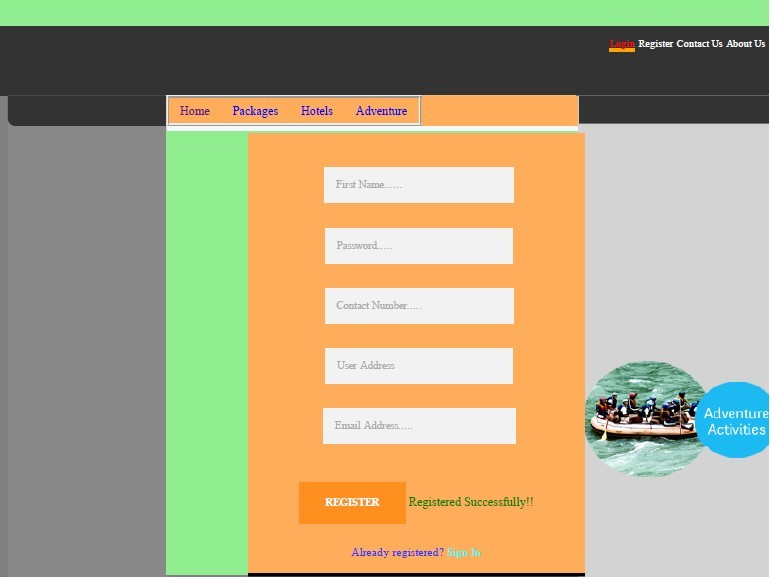 Login Register Contact Us About Us
Home Packages Hotels Adventure
First Name......
Password.....
Contact Number.....
User Address
Email Address.....
Adventure
Activities
REGISTER Registered Successfully!!
Already registered? Sign In